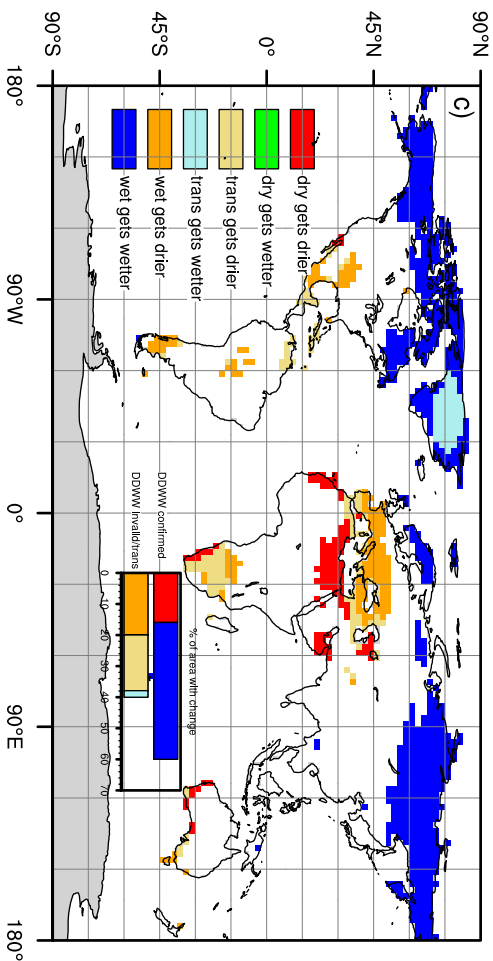 c)
90°N
45°N
0°
45°S
90°S
180°
90°W
0°
90°E
180°
dry gets drier
dry gets wetter
trans gets drier
trans gets wetter
wet gets drier
wet gets wetter
% of area with change
DDWW confirmed
DDWW invalid/trans
0 10 20 30 40 50 60 70